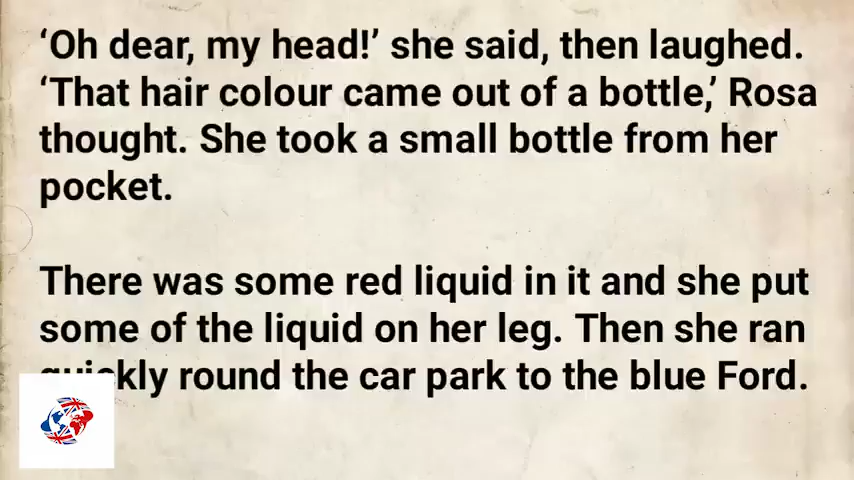 ‘Oh dear, my head!’ she said, then laughed.
‘That hair colour came out of a bottle,’ Rosa
thought. She took a small bottle from her
pocket.
There was some red liquid in it and she put
some of the liquid on her leg. Then she ran
quickly round the car park to the blue Ford.